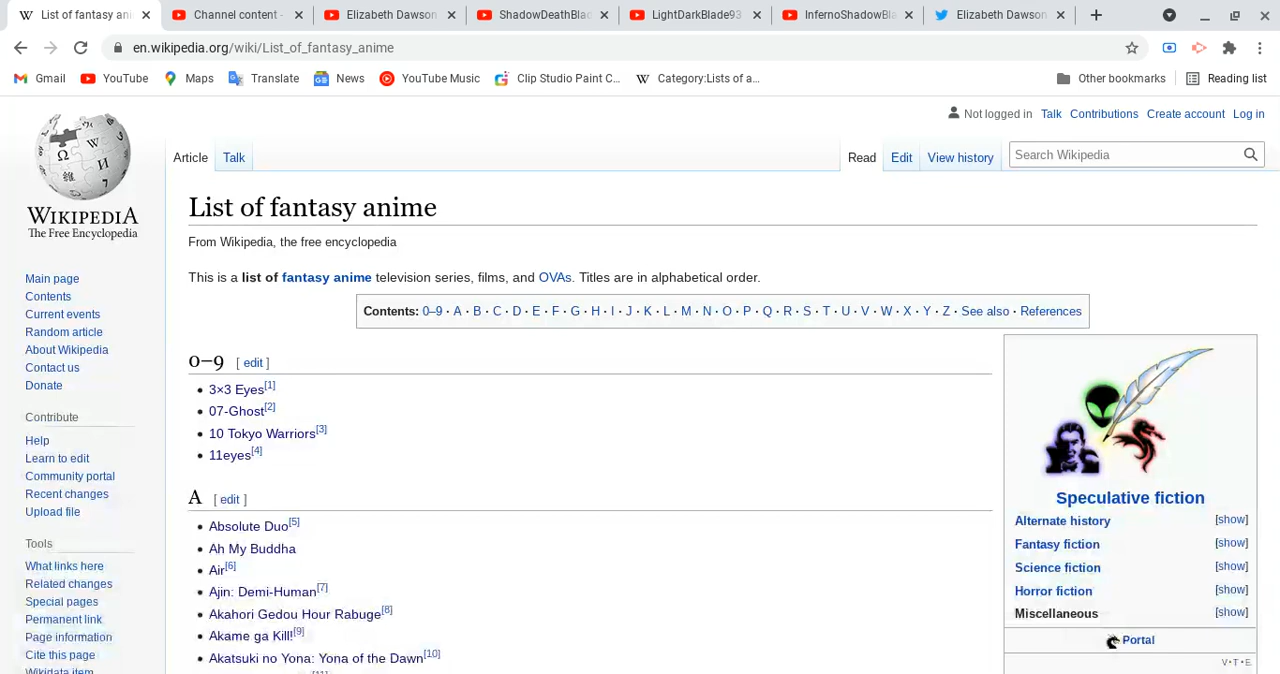 List of fantasy ani
Channel content -
Elizabeth Dawson
ShadowDeathBlad
LightDarkBlade93
InfernoShadowBla
Elizabeth Dawson
en.wikipedia.org/wiki/List_of_fantasy_anime
Gmail YouTube Maps Translate News YouTube Music Clip Studio Paint C... Category:Lists of a... Other bookmarks Reading list
Not logged in Talk Contributions Create account Log in
Article Talk Read Edit View history Search Wikipedia
WIKIPEDIA
The Free Encyclopedia
Main page
Contents
Current events
Random article
About Wikipedia
Contact us
Donate
Contribute
Help
Learn to edit
Community portal
Recent changes
Upload file
Tools
What links here
Related changes
Special pages
Permanent link
Page information
Cite this page
Wikidata item
List of fantasy anime
From Wikipedia, the free encyclopedia
This is a list of fantasy anime television series, films, and OVAs. Titles are in alphabetical order.
Contents: 0–9 · A · B · C · D · E · F · G · H · I · J · K · L · M · N · O · P · Q · R · S · T · U · V · W · X · Y · Z · See also · References
0–9 [ edit ]
3×3 Eyes[1]
07-Ghost[2]
10 Tokyo Warriors[3]
11eyes[4]
A [ edit ]
Absolute Duo[5]
Ah My Buddha
Air[6]
Ajin: Demi-Human[7]
Akahori Gedou Hour Rabuge[8]
Akame ga Kill![9]
Akatsuki no Yona: Yona of the Dawn[10]
[11]
Speculative fiction
Alternate history [show]
Fantasy fiction [show]
Science fiction [show]
Horror fiction [show]
Miscellaneous [show]
Portal
V·T·E